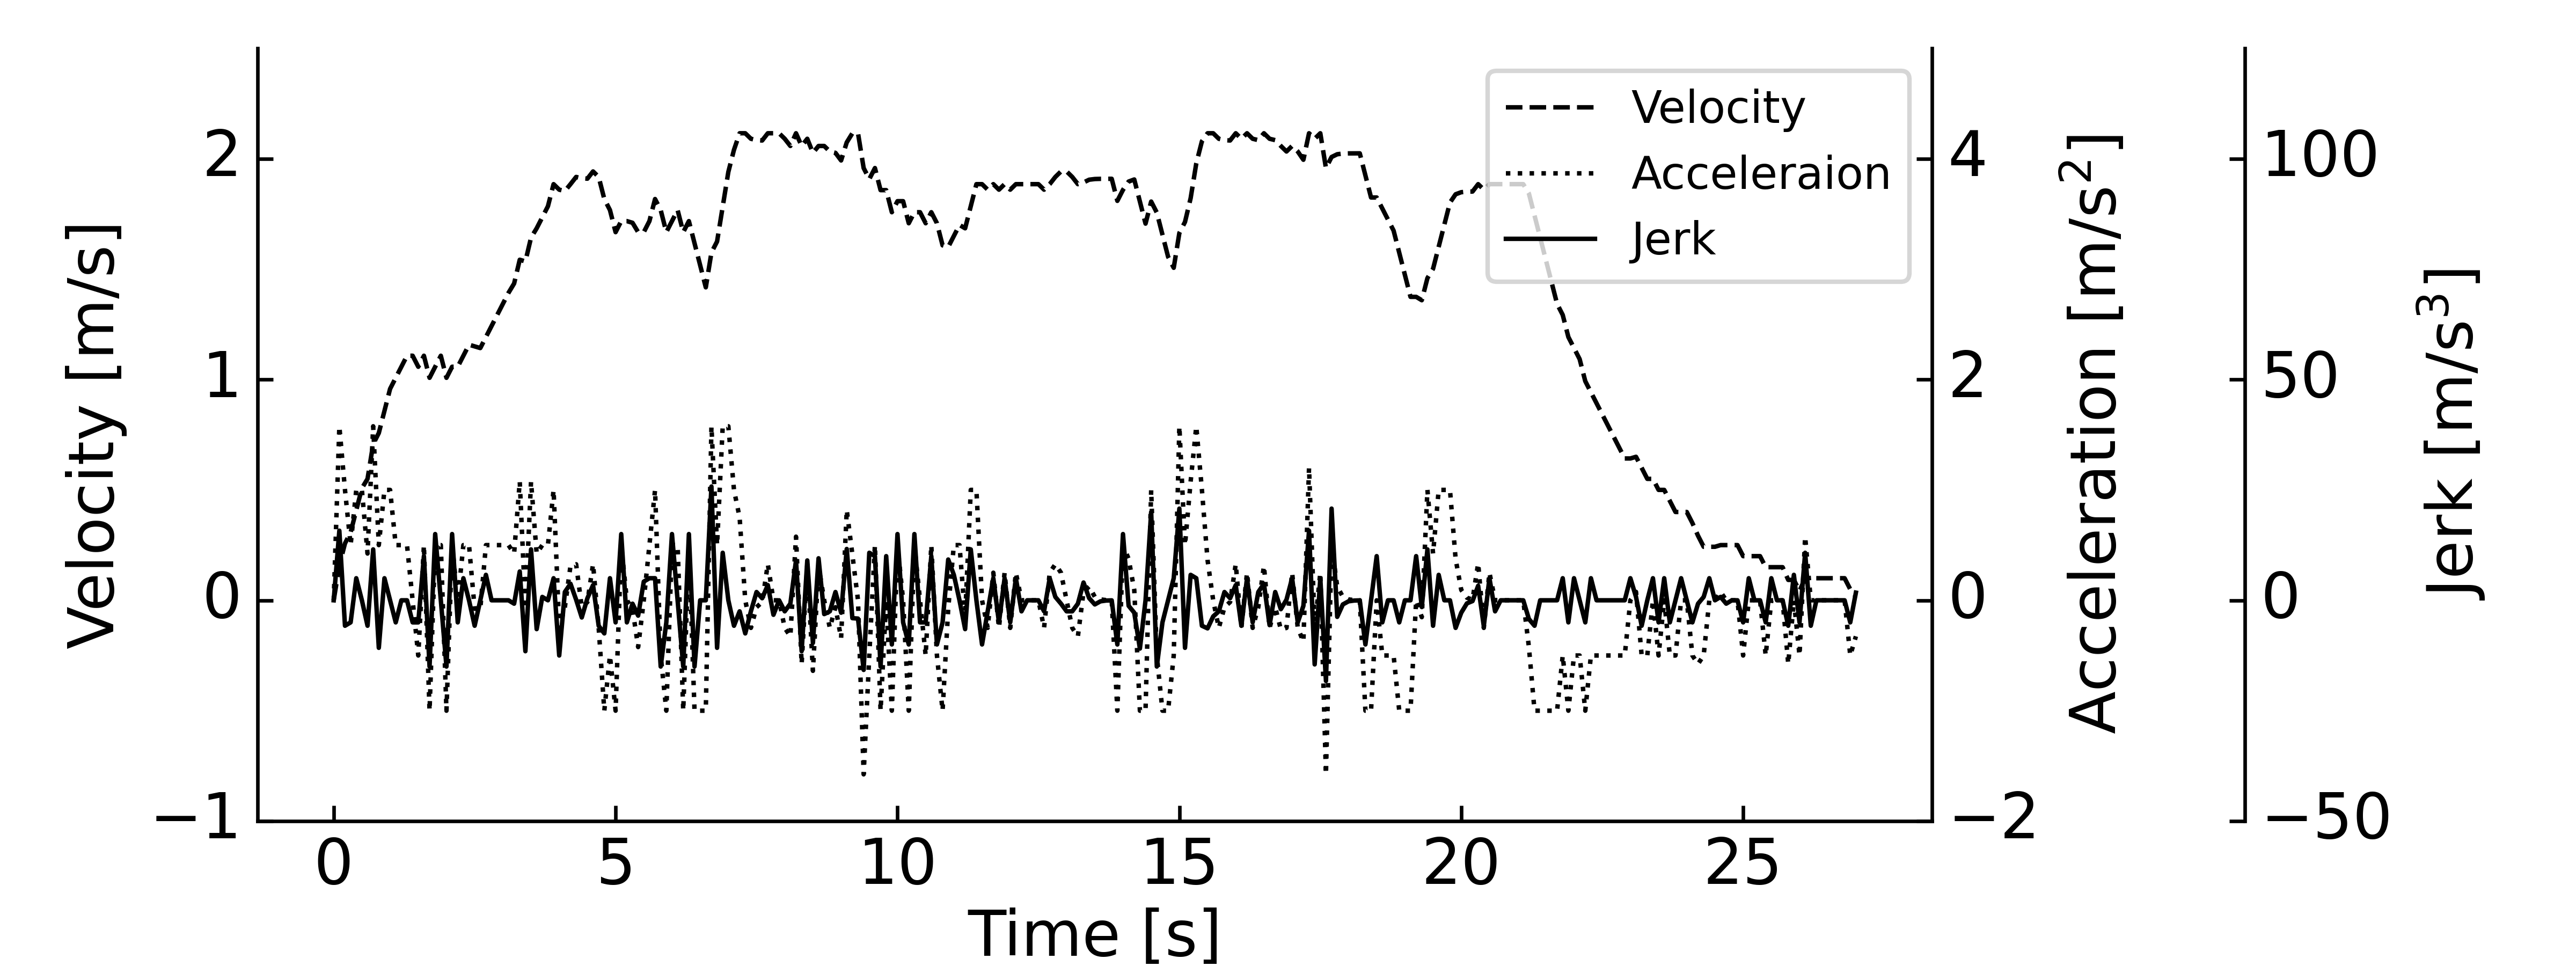 Velocity [m/s]
2
1
0
−1
0
5
10
15
20
25
Time [s]
Velocity
Acceleraion
Jerk
4
2
0
−2
Acceleration [m/s²]
100
50
0
−50
Jerk [m/s³]